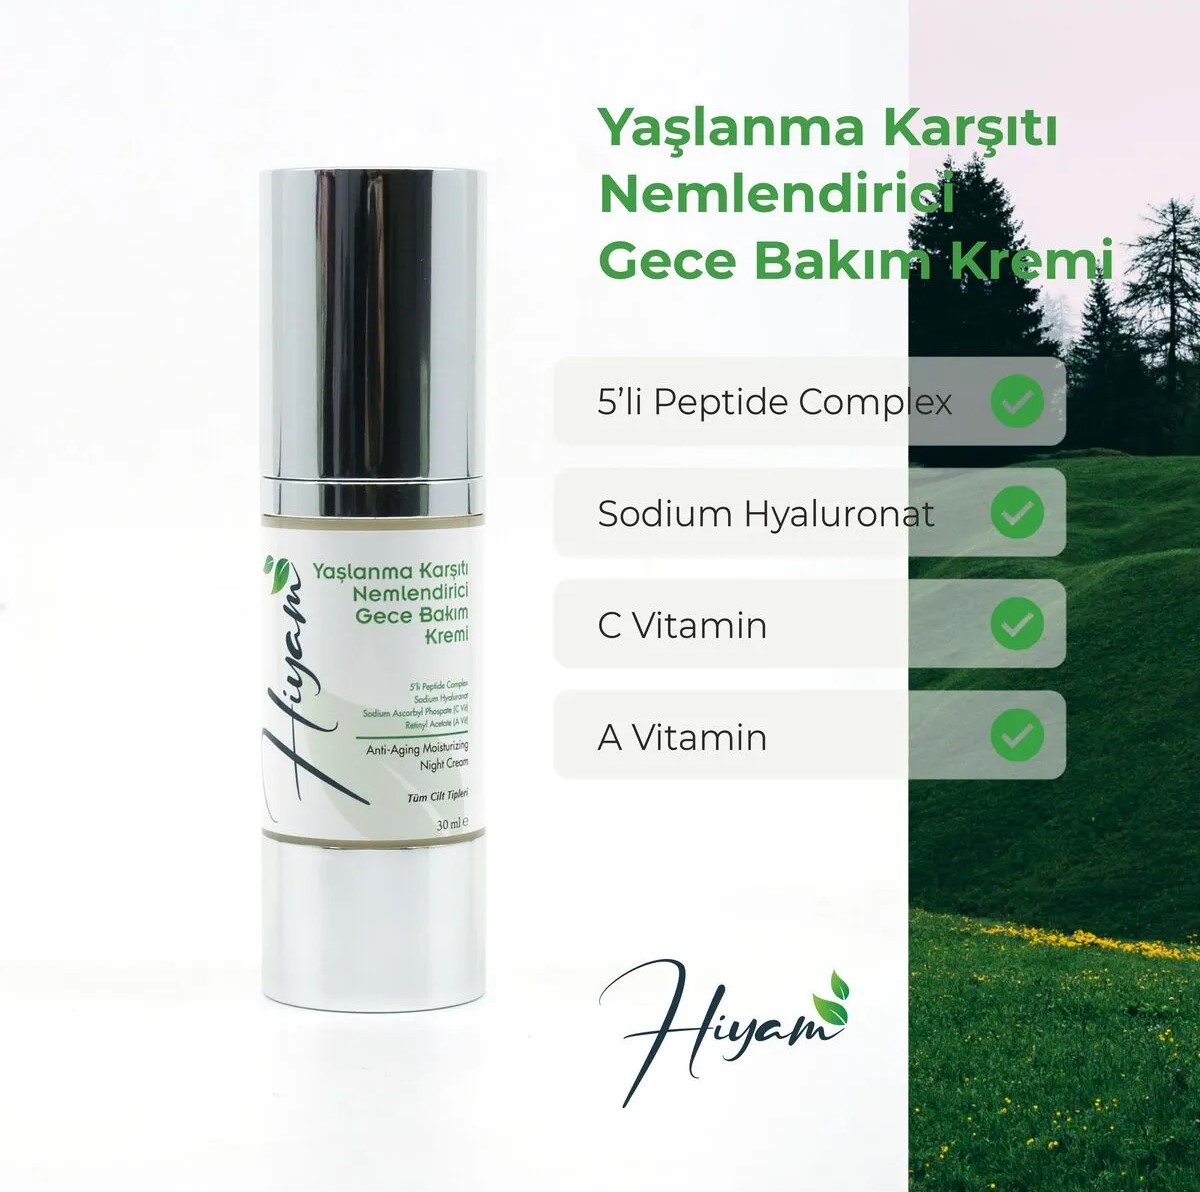 Yaşlanma Karşıtı
Nemlendirici
Gece Bakım Kremi
5'li Peptide Complex
Sodium Hyaluronat
C Vitamin
A Vitamin
Hiyam
Hiyam
Yaşlanma Karşıtı
Nemlendirici
Gece Bakım
Kremi
5'li Peptide Complex
Sodium Hyaluronat
Sodium Ascorbyl Phospate (C Vit)
Retinyl Acetate (A Vit)
Anti-Aging Moisturizing
Night Cream
Tüm Cilt Tipleri
30 ml e